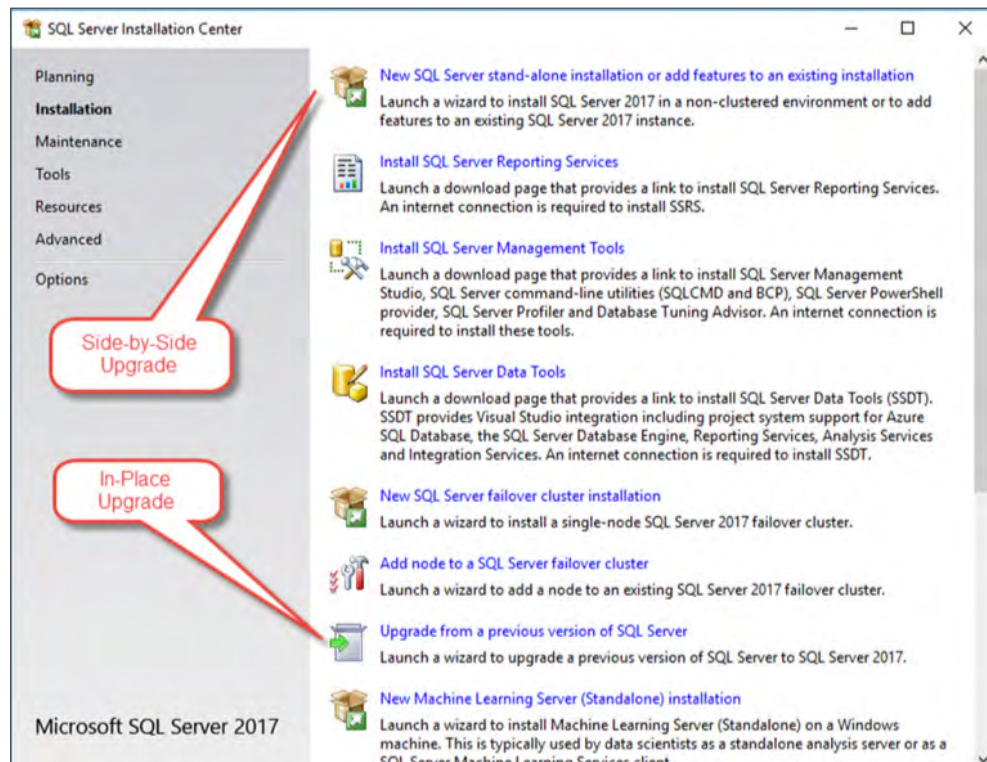 SQL Server Installation Center
Planning
Installation
Maintenance
Tools
Resources
Advanced
Options
Side-by-Side
Upgrade
In-Place
Upgrade
Microsoft SQL Server 2017
New SQL Server stand-alone installation or add features to an existing installation
Launch a wizard to install SQL Server 2017 in a non-clustered environment or to add
features to an existing SQL Server 2017 instance.
Install SQL Server Reporting Services
Launch a download page that provides a link to install SQL Server Reporting Services.
An internet connection is required to install SSRS.
Install SQL Server Management Tools
Launch a download page that provides a link to install SQL Server Management
Studio, SQL Server command-line utilities (SQLCMD and BCP), SQL Server PowerShell
provider, SQL Server Profiler and Database Tuning Advisor. An internet connection is
required to install these tools.
Install SQL Server Data Tools
Launch a download page that provides a link to install SQL Server Data Tools (SSDT).
SSDT provides Visual Studio integration including project system support for Azure
SQL Database, the SQL Server Database Engine, Reporting Services, Analysis Services
and Integration Services. An internet connection is required to install SSDT.
New SQL Server failover cluster installation
Launch a wizard to install a single-node SQL Server 2017 failover cluster.
Add node to a SQL Server failover cluster
Launch a wizard to add a node to an existing SQL Server 2017 failover cluster.
Upgrade from a previous version of SQL Server
Launch a wizard to upgrade a previous version of SQL Server to SQL Server 2017.
New Machine Learning Server (Standalone) installation
Launch a wizard to install Machine Learning Server (Standalone) on a Windows
machine. This is typically used by data scientists as a standalone analysis server or as a
SQL Server Machine Learning Services client.